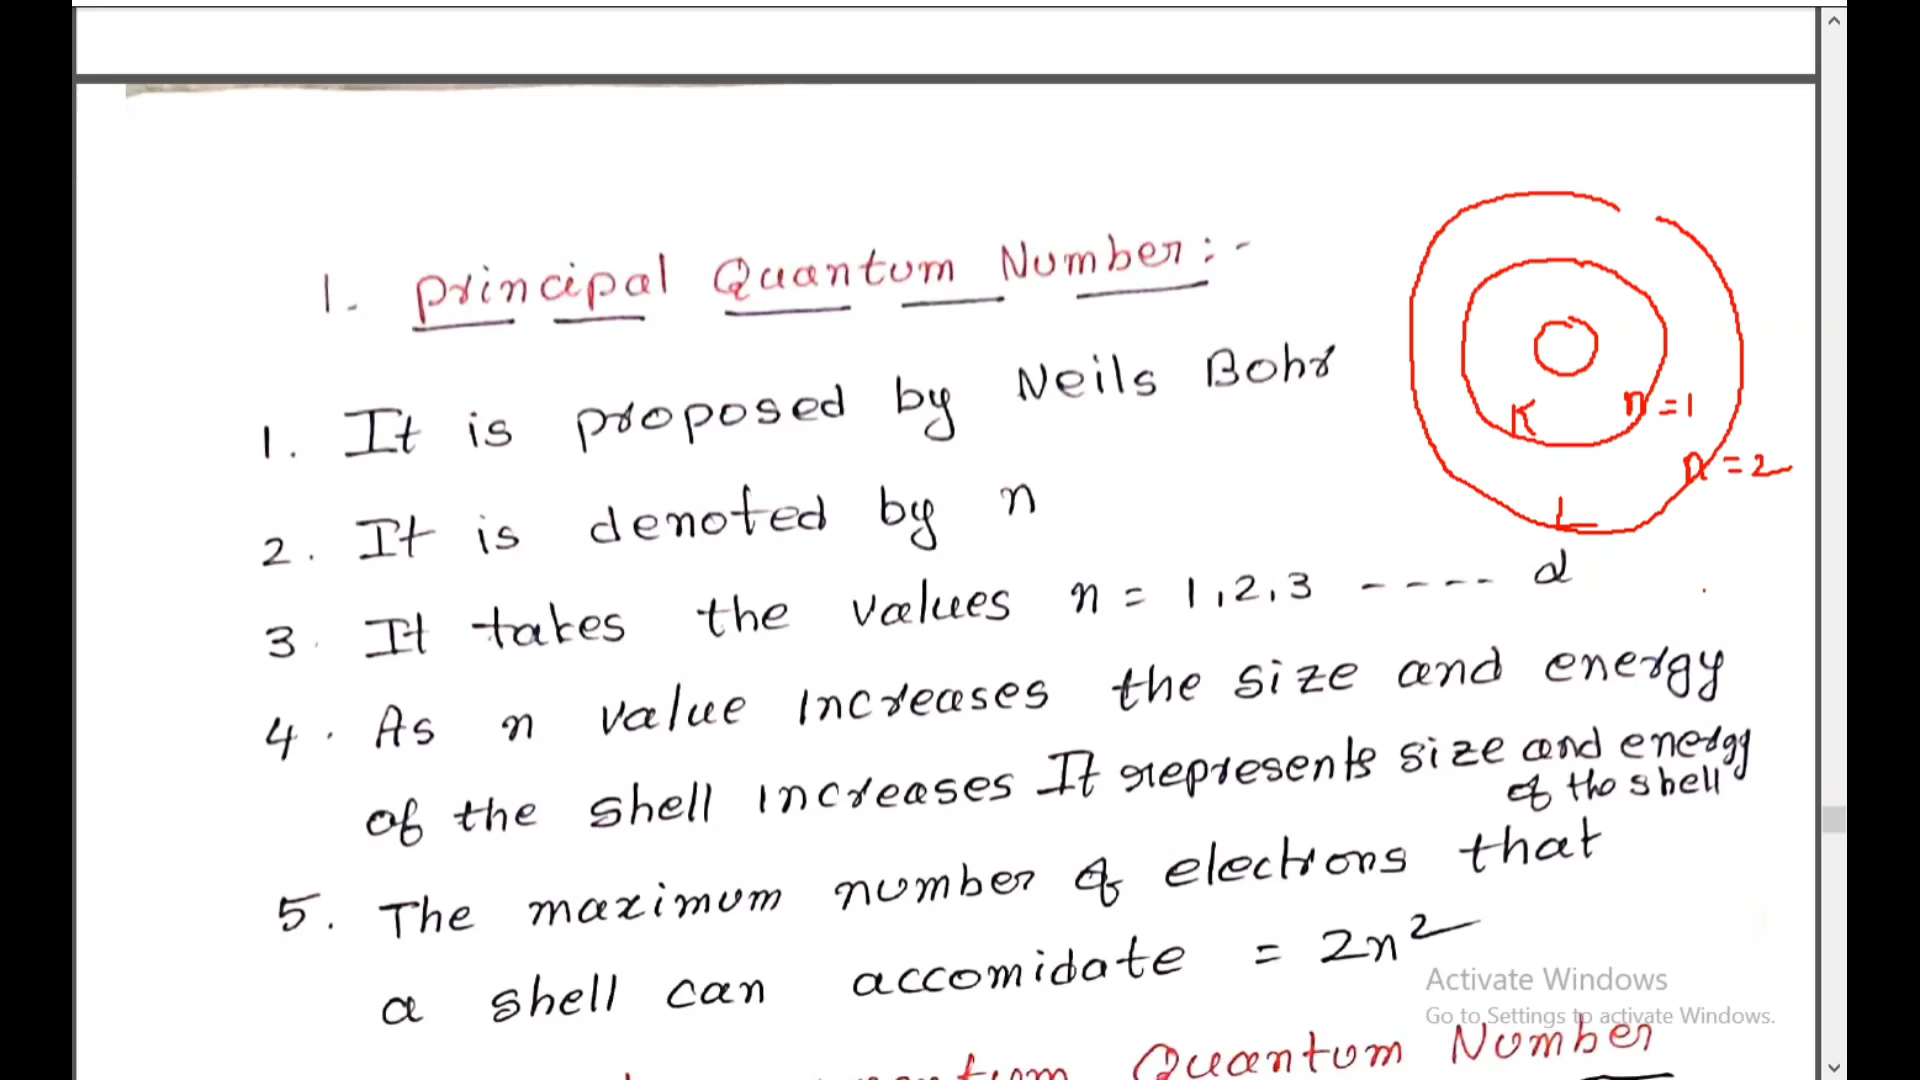 1. Principal Quantum Number:-
1. It is proposed by Neils Bohr
K n=1
n=2
L
2. It is denoted by n
3. It takes the values n = 1,2,3 ---- α
4. As n value increases the size and energy
of the shell increases It represents size and energy
of the shell
5. The maximum number of electrons that
a shell can accomidate = 2n²
Activate Windows
Go to Settings to activate Windows.
Quantum Number